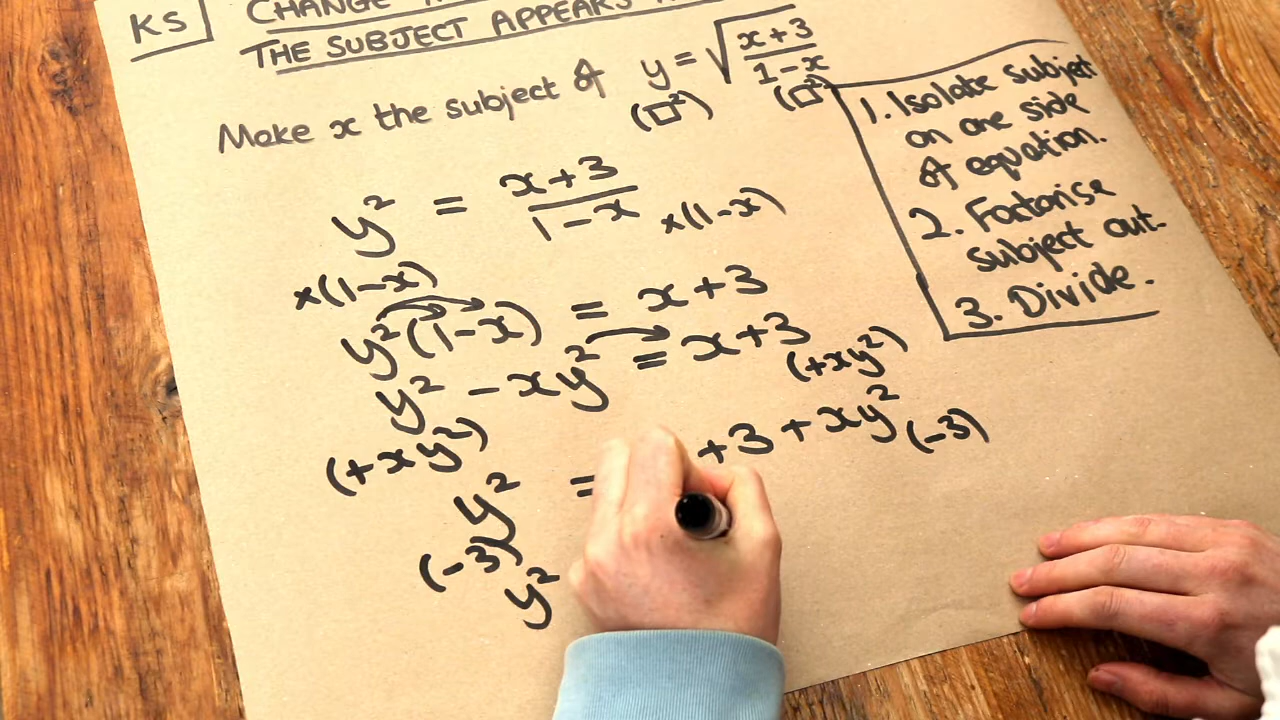 KS
CHANGE
THE SUBJECT APPEARS
Make x the subject of y = √((x+3)/(1-x))
(□²) (□²)
1. Isolate subject
on one side
of equation.
2. Factorise
subject out.
3. Divide.
y² = (x+3)/(1-x) ×(1-x)
×(1-x)
y²(1-x) = x+3
y² - xy² = x+3
(+xy²) (+xy²)
y² = +3 + xy²
(-3) (-3)
y²